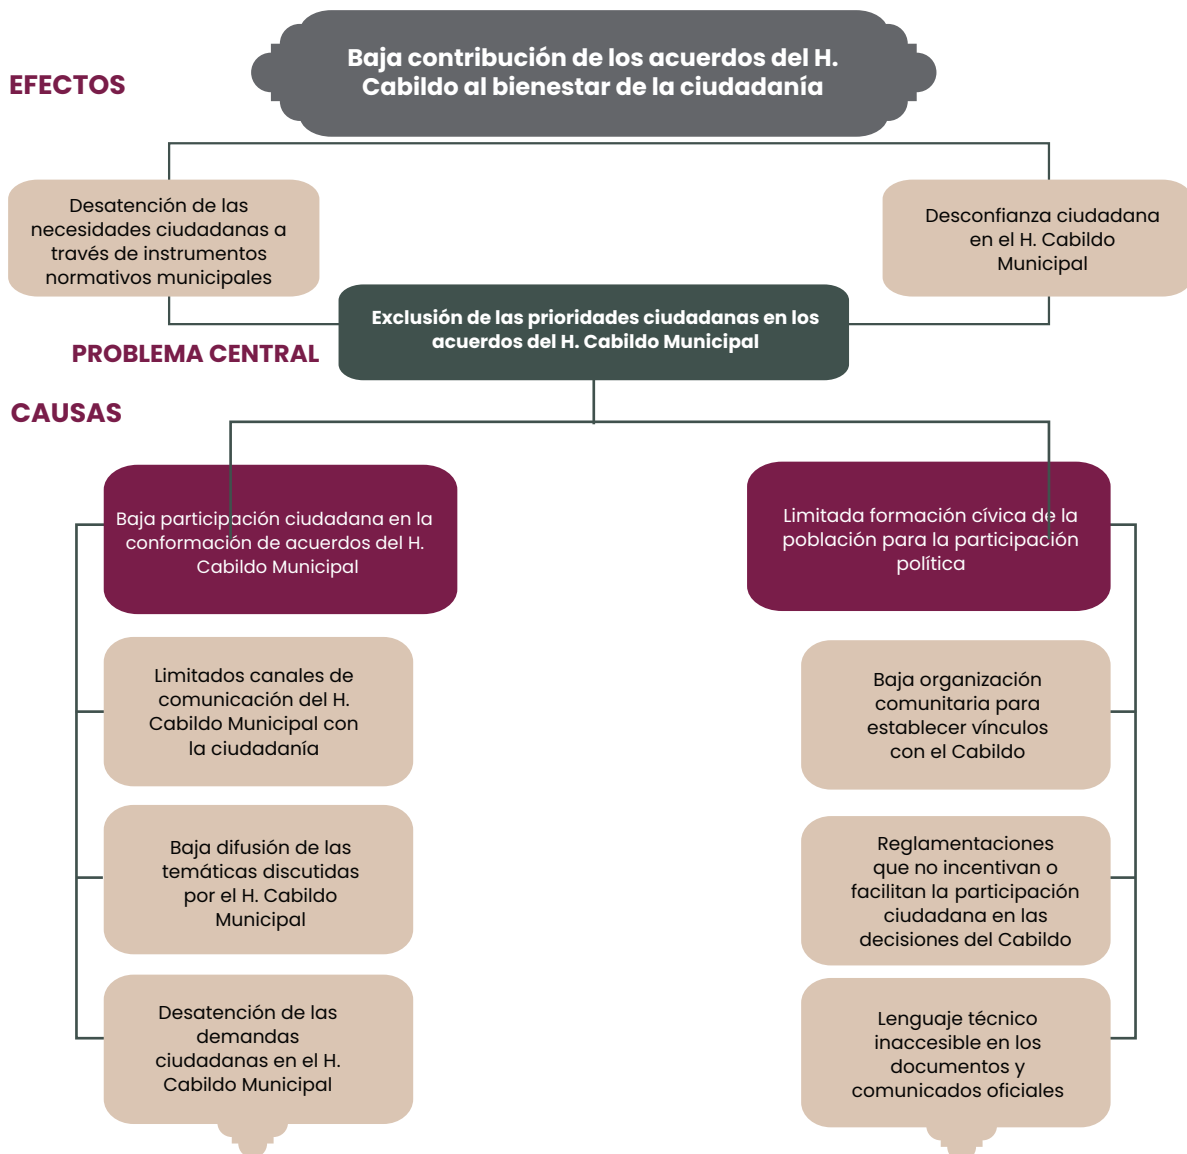 Baja contribución de los acuerdos del H.
Cabildo al bienestar de la ciudadanía
EFECTOS
Desatención de las
necesidades ciudadanas a
través de instrumentos
normativos municipales
Desconfianza ciudadana
en el H. Cabildo
Municipal
Exclusión de las prioridades ciudadanas en los
acuerdos del H. Cabildo Municipal
PROBLEMA CENTRAL
CAUSAS
Baja participación ciudadana en la
conformación de acuerdos del H.
Cabildo Municipal
Limitados canales de
comunicación del H.
Cabildo Municipal con
la ciudadanía
Baja difusión de las
temáticas discutidas
por el H. Cabildo
Municipal
Desatención de las
demandas
ciudadanas en el H.
Cabildo Municipal
Limitada formación cívica de la
población para la participación
política
Baja organización
comunitaria para
establecer vínculos
con el Cabildo
Reglamentaciones
que no incentivan o
facilitan la participación
ciudadana en las
decisiones del Cabildo
Lenguaje técnico
inaccesible en los
documentos y
comunicados oficiales